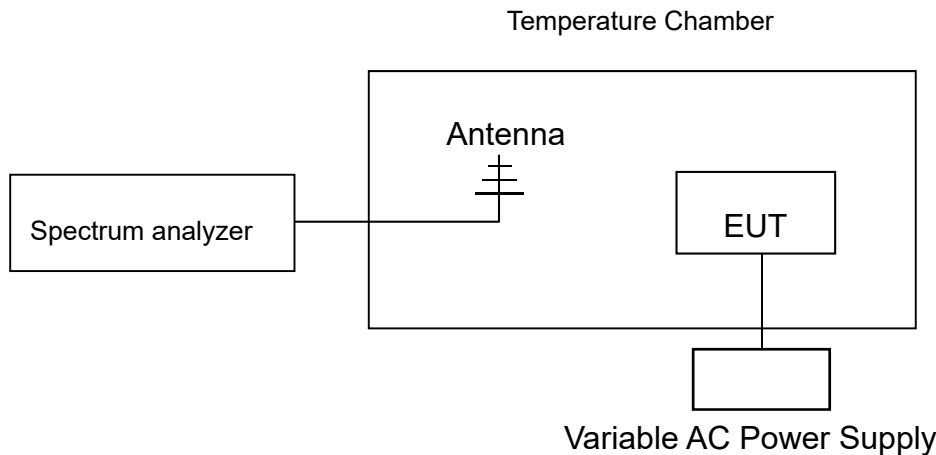 Temperature Chamber
Antenna
Spectrum analyzer
EUT
Variable AC Power Supply